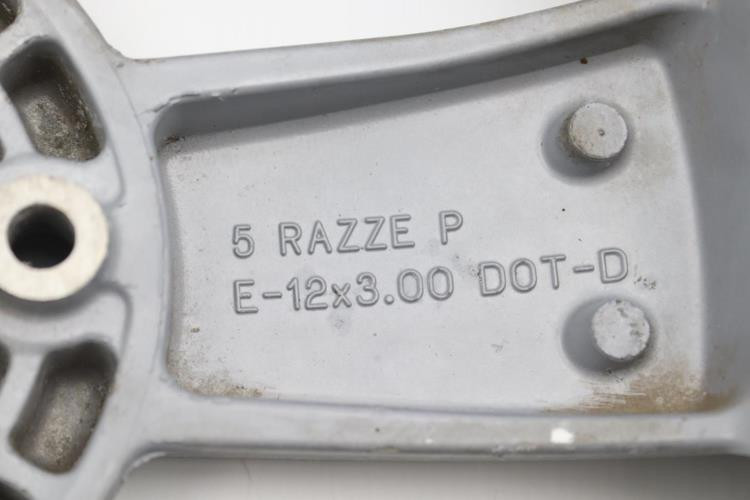 5 RAZZE P
E-12x3.00 DOT-D